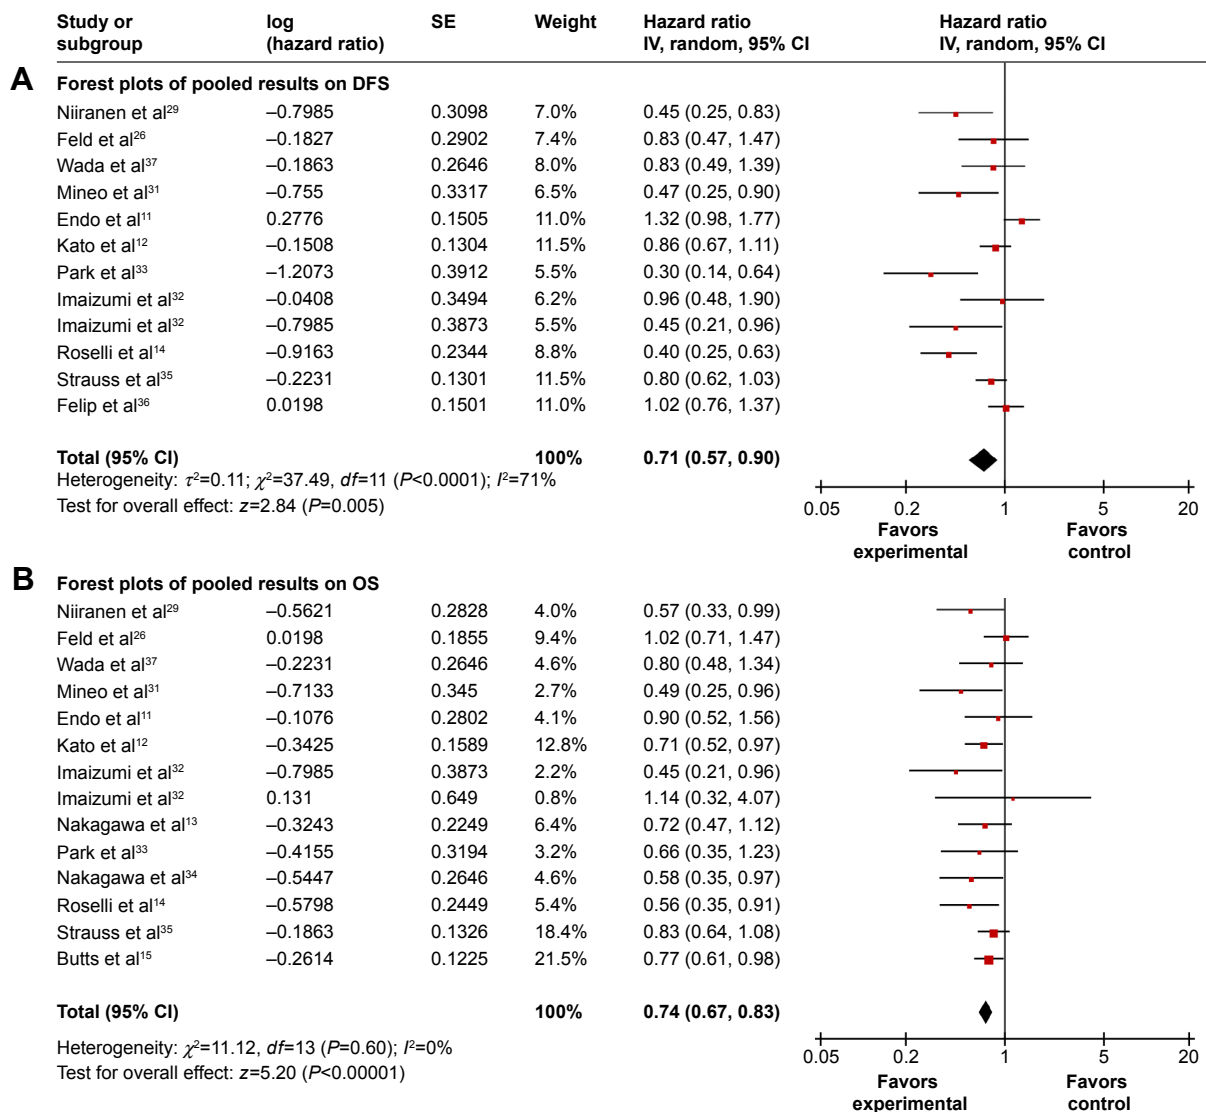 Study or subgroup log (hazard ratio) SE Weight Hazard ratio IV, random, 95% CI Hazard ratio IV, random, 95% CI
A Forest plots of pooled results on DFS
Niiranen et al29 –0.7985 0.3098 7.0% 0.45 (0.25, 0.83)
Feld et al26 –0.1827 0.2902 7.4% 0.83 (0.47, 1.47)
Wada et al37 –0.1863 0.2646 8.0% 0.83 (0.49, 1.39)
Mineo et al31 –0.755 0.3317 6.5% 0.47 (0.25, 0.90)
Endo et al11 0.2776 0.1505 11.0% 1.32 (0.98, 1.77)
Kato et al12 –0.1508 0.1304 11.5% 0.86 (0.67, 1.11)
Park et al33 –1.2073 0.3912 5.5% 0.30 (0.14, 0.64)
Imaizumi et al32 –0.0408 0.3494 6.2% 0.96 (0.48, 1.90)
Imaizumi et al32 –0.7985 0.3873 5.5% 0.45 (0.21, 0.96)
Roselli et al14 –0.9163 0.2344 8.8% 0.40 (0.25, 0.63)
Strauss et al35 –0.2231 0.1301 11.5% 0.80 (0.62, 1.03)
Felip et al36 0.0198 0.1501 11.0% 1.02 (0.76, 1.37)
Total (95% CI) 100% 0.71 (0.57, 0.90)
Heterogeneity: τ²=0.11; χ²=37.49, df=11 (P<0.0001); I²=71%
Test for overall effect: z=2.84 (P=0.005)
0.05 0.2 1 5 20
Favors experimental Favors control
B Forest plots of pooled results on OS
Niiranen et al29 –0.5621 0.2828 4.0% 0.57 (0.33, 0.99)
Feld et al26 0.0198 0.1855 9.4% 1.02 (0.71, 1.47)
Wada et al37 –0.2231 0.2646 4.6% 0.80 (0.48, 1.34)
Mineo et al31 –0.7133 0.345 2.7% 0.49 (0.25, 0.96)
Endo et al11 –0.1076 0.2802 4.1% 0.90 (0.52, 1.56)
Kato et al12 –0.3425 0.1589 12.8% 0.71 (0.52, 0.97)
Imaizumi et al32 –0.7985 0.3873 2.2% 0.45 (0.21, 0.96)
Imaizumi et al32 0.131 0.649 0.8% 1.14 (0.32, 4.07)
Nakagawa et al13 –0.3243 0.2249 6.4% 0.72 (0.47, 1.12)
Park et al33 –0.4155 0.3194 3.2% 0.66 (0.35, 1.23)
Nakagawa et al34 –0.5447 0.2646 4.6% 0.58 (0.35, 0.97)
Roselli et al14 –0.5798 0.2449 5.4% 0.56 (0.35, 0.91)
Strauss et al35 –0.1863 0.1326 18.4% 0.83 (0.64, 1.08)
Butts et al15 –0.2614 0.1225 21.5% 0.77 (0.61, 0.98)
Total (95% CI) 100% 0.74 (0.67, 0.83)
Heterogeneity: χ²=11.12, df=13 (P=0.60); I²=0%
Test for overall effect: z=5.20 (P<0.00001)
0.05 0.2 1 5 20
Favors experimental Favors control